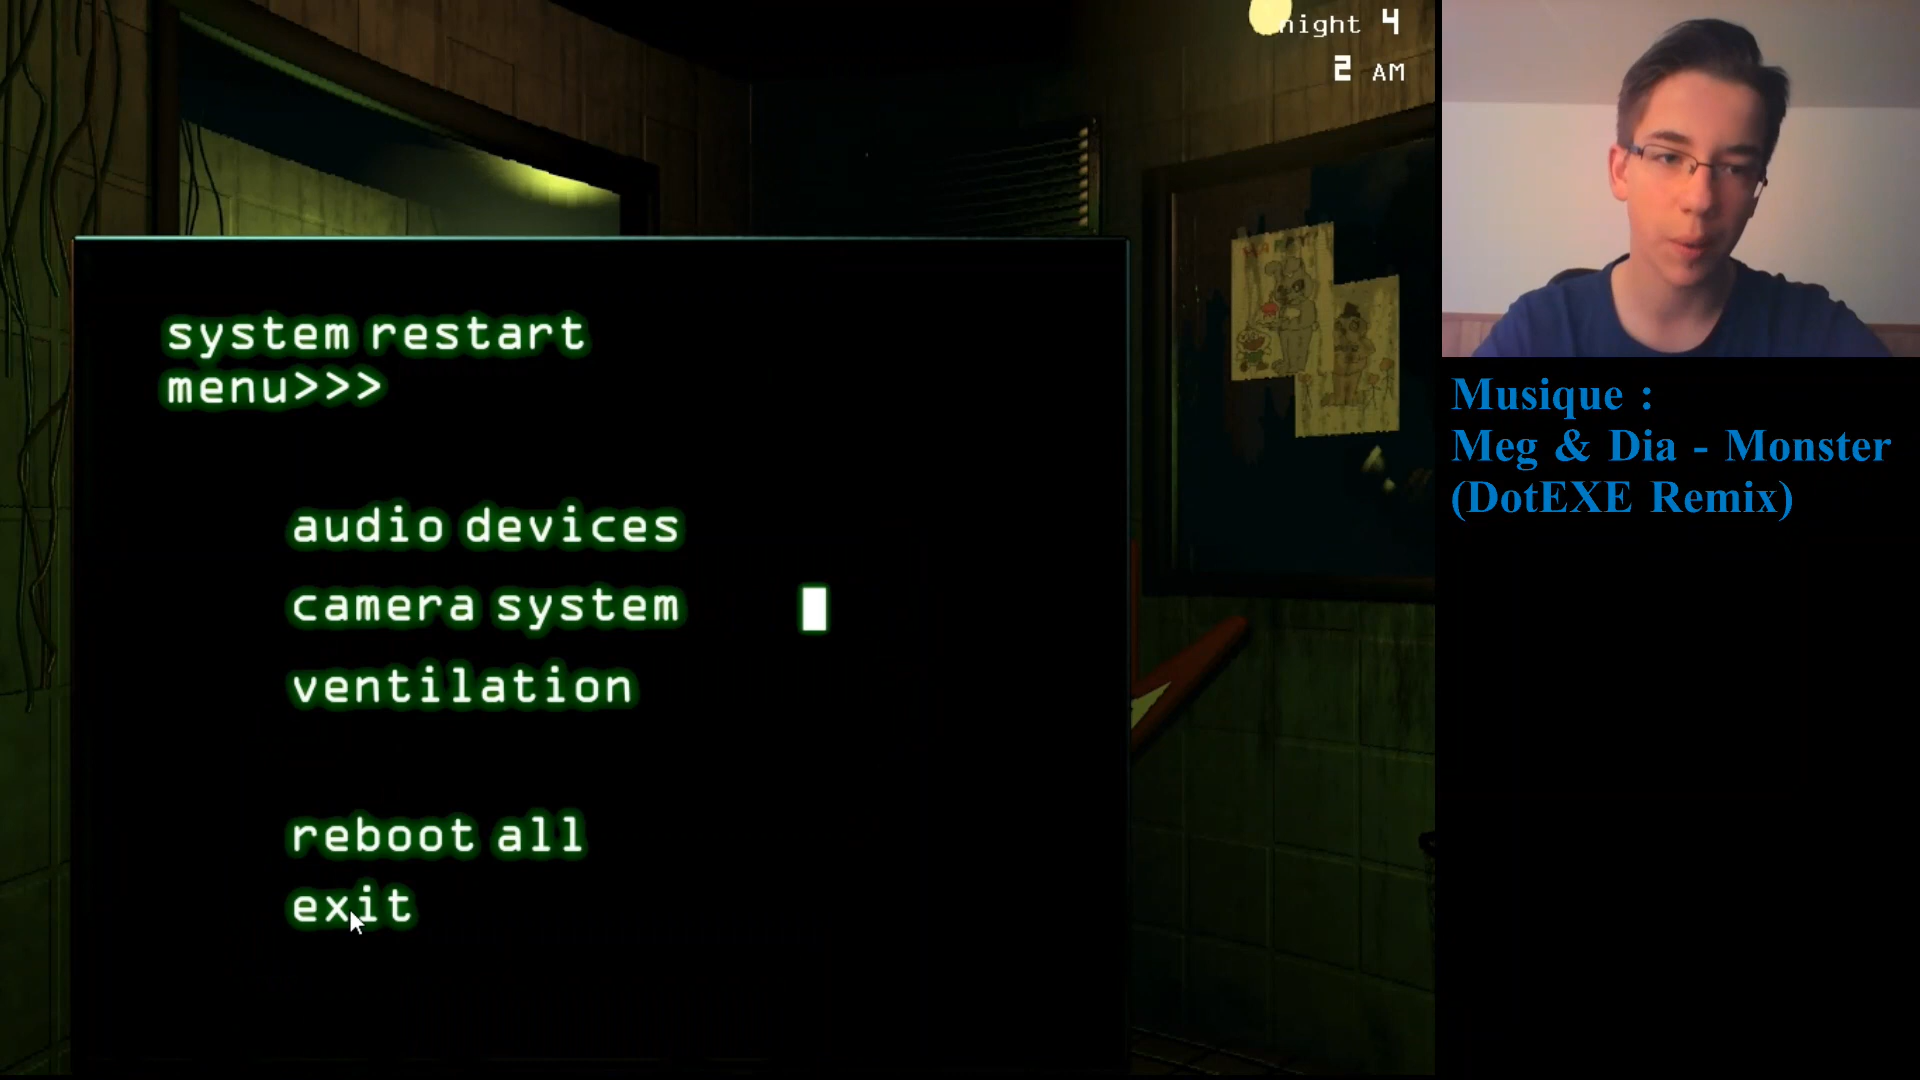 night 4
2 AM
system restart
menu>>>
audio devices
camera system
ventilation
reboot all
exit
Musique :
Meg & Dia - Monster
(DotEXE Remix)